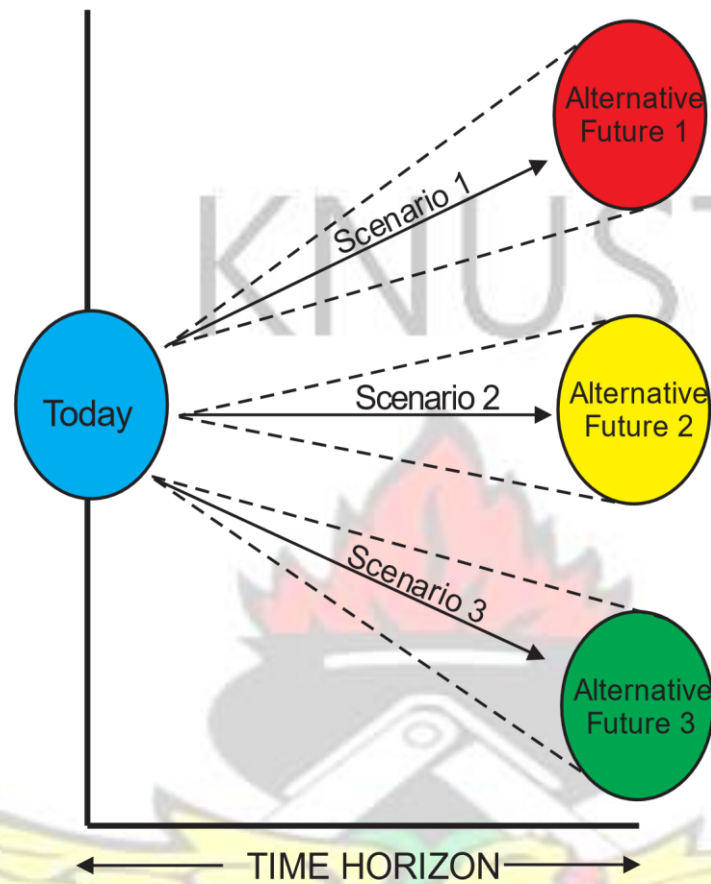 Alternative
Future 1
Scenario 1
KNUST
Today
Scenario 2
Alternative
Future 2
Scenario 3
Alternative
Future 3
TIME HORIZON